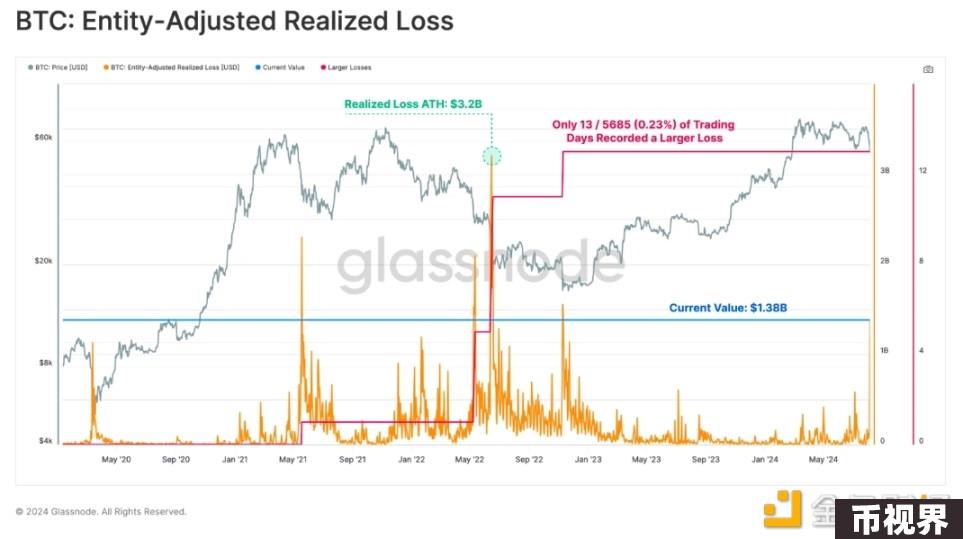 BTC: Entity-Adjusted Realized Loss
BTC: Price [USD] BTC: Entity-Adjusted Realized Loss [USD] Current Value Larger Losses
Realized Loss ATH: $3.2B
Only 13 / 5685 (0.23%) of Trading
Days Recorded a Larger Loss
$60k 3B 12
glassnode
$20k 2B 8
Current Value: $1.38B
$8k 1B 4
$4k 0 0
May '20 Sep '20 Jan '21 May '21 Sep '21 Jan '22 May '22 Sep '22 Jan '23 May '23 Sep '23 Jan '24 May '24
© 2024 Glassnode. All Rights Reserved.
币视界